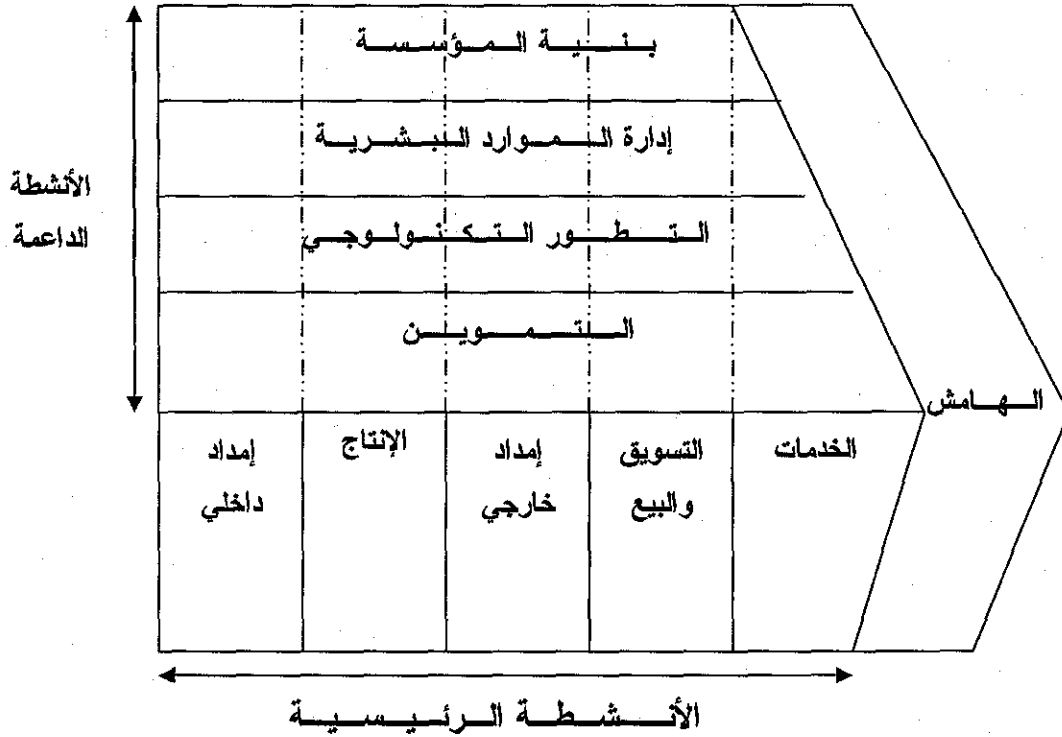 بنية المؤسسة
إدارة الموارد البشرية
الأنشطة
الداعمة
التطور التكنولوجي
التموين
الهامش
الخدمات
التسويق
والبيع
إمداد
خارجي
الإنتاج
إمداد
داخلي
الأنشطة الرئيسية